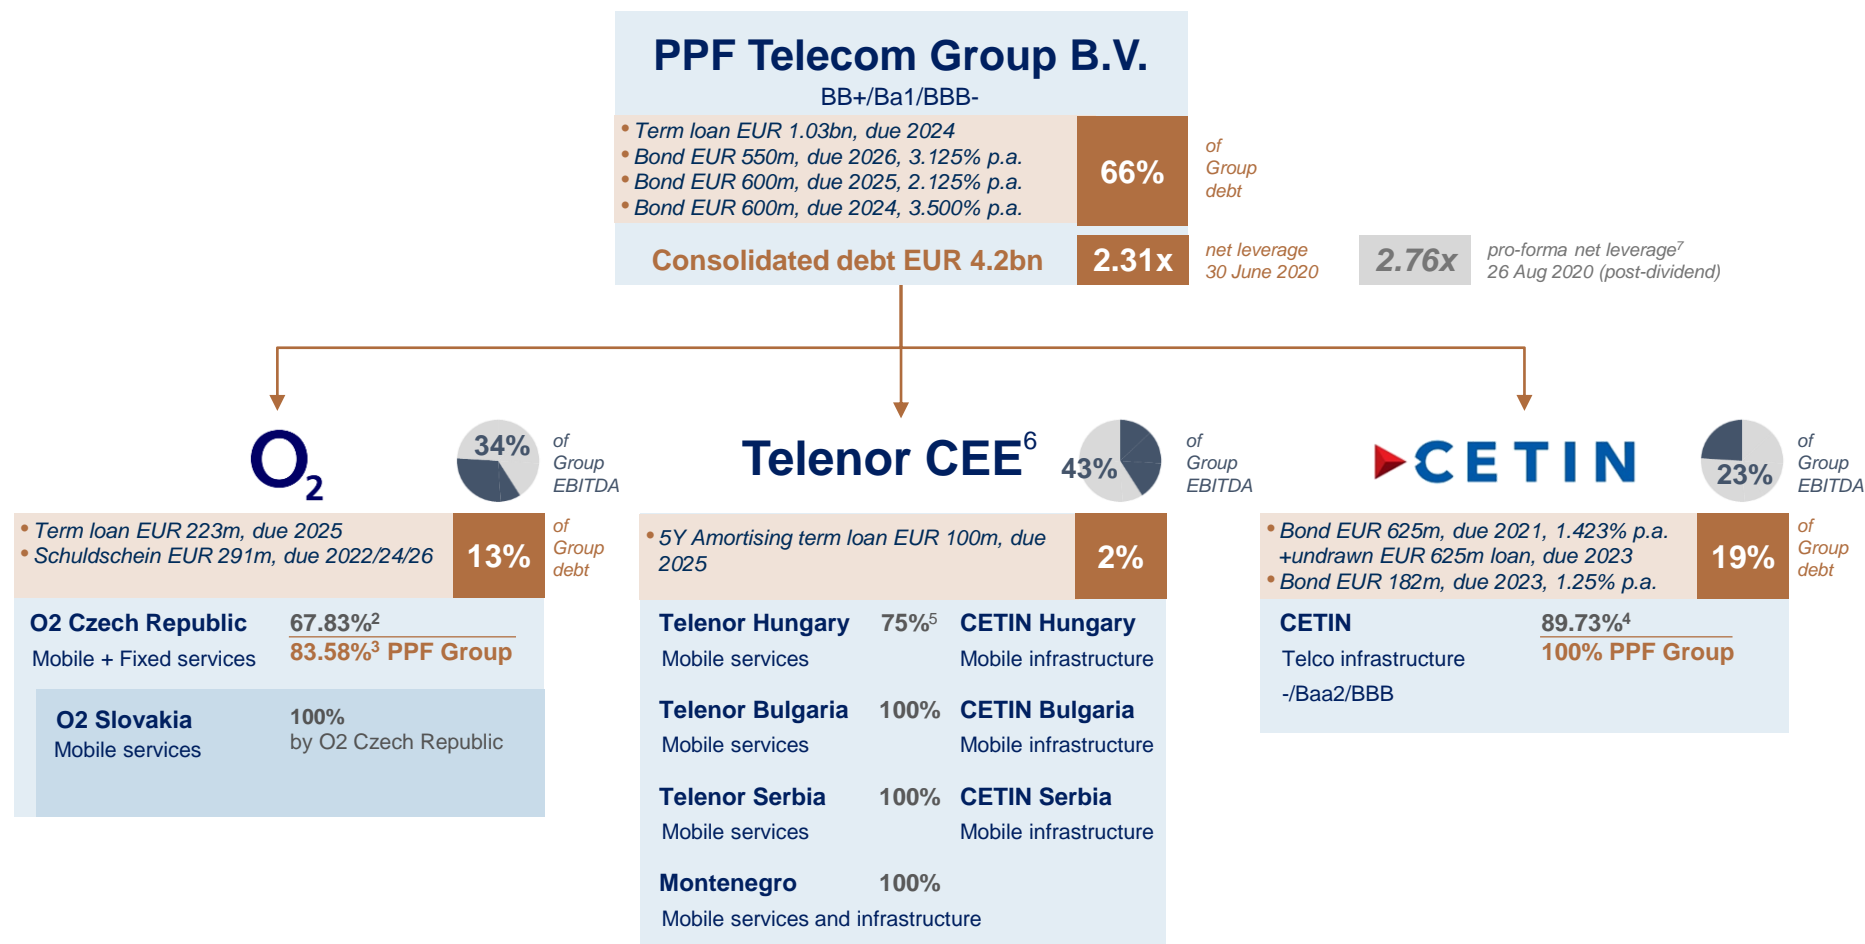 PPF Telecom Group B.V.
BB+/Ba1/BBB-
• Term loan EUR 1.03bn, due 2024
• Bond EUR 550m, due 2026, 3.125% p.a.
• Bond EUR 600m, due 2025, 2.125% p.a.
• Bond EUR 600m, due 2024, 3.500% p.a.
66%
of
Group
debt
Consolidated debt EUR 4.2bn
2.31x
net leverage
30 June 2020
2.76x
pro-forma net leverage7
26 Aug 2020 (post-dividend)
O2
34%
of
Group
EBITDA
• Term loan EUR 223m, due 2025
• Schuldschein EUR 291m, due 2022/24/26
13%
of
Group
debt
O2 Czech Republic 67.83%2
Mobile + Fixed services 83.58%3 PPF Group
O2 Slovakia 100%
Mobile services by O2 Czech Republic
Telenor CEE6
43%
of
Group
EBITDA
• 5Y Amortising term loan EUR 100m, due
2025
2%
Telenor Hungary 75%5 CETIN Hungary
Mobile services Mobile infrastructure
Telenor Bulgaria 100% CETIN Bulgaria
Mobile services Mobile infrastructure
Telenor Serbia 100% CETIN Serbia
Mobile services Mobile infrastructure
Montenegro 100%
Mobile services and infrastructure
CETIN
23%
of
Group
EBITDA
• Bond EUR 625m, due 2021, 1.423% p.a.
+undrawn EUR 625m loan, due 2023
• Bond EUR 182m, due 2023, 1.25% p.a.
19%
of
Group
debt
CETIN 89.73%4
Telco infrastructure 100% PPF Group
-/Baa2/BBB